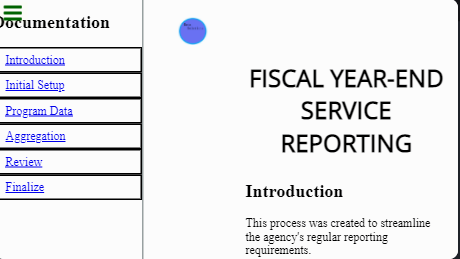 Documentation
Introduction
Initial Setup
Program Data
Aggregation
Review
Finalize
FISCAL YEAR-END
SERVICE
REPORTING
Introduction
This process was created to streamline
the agency's regular reporting
requirements.